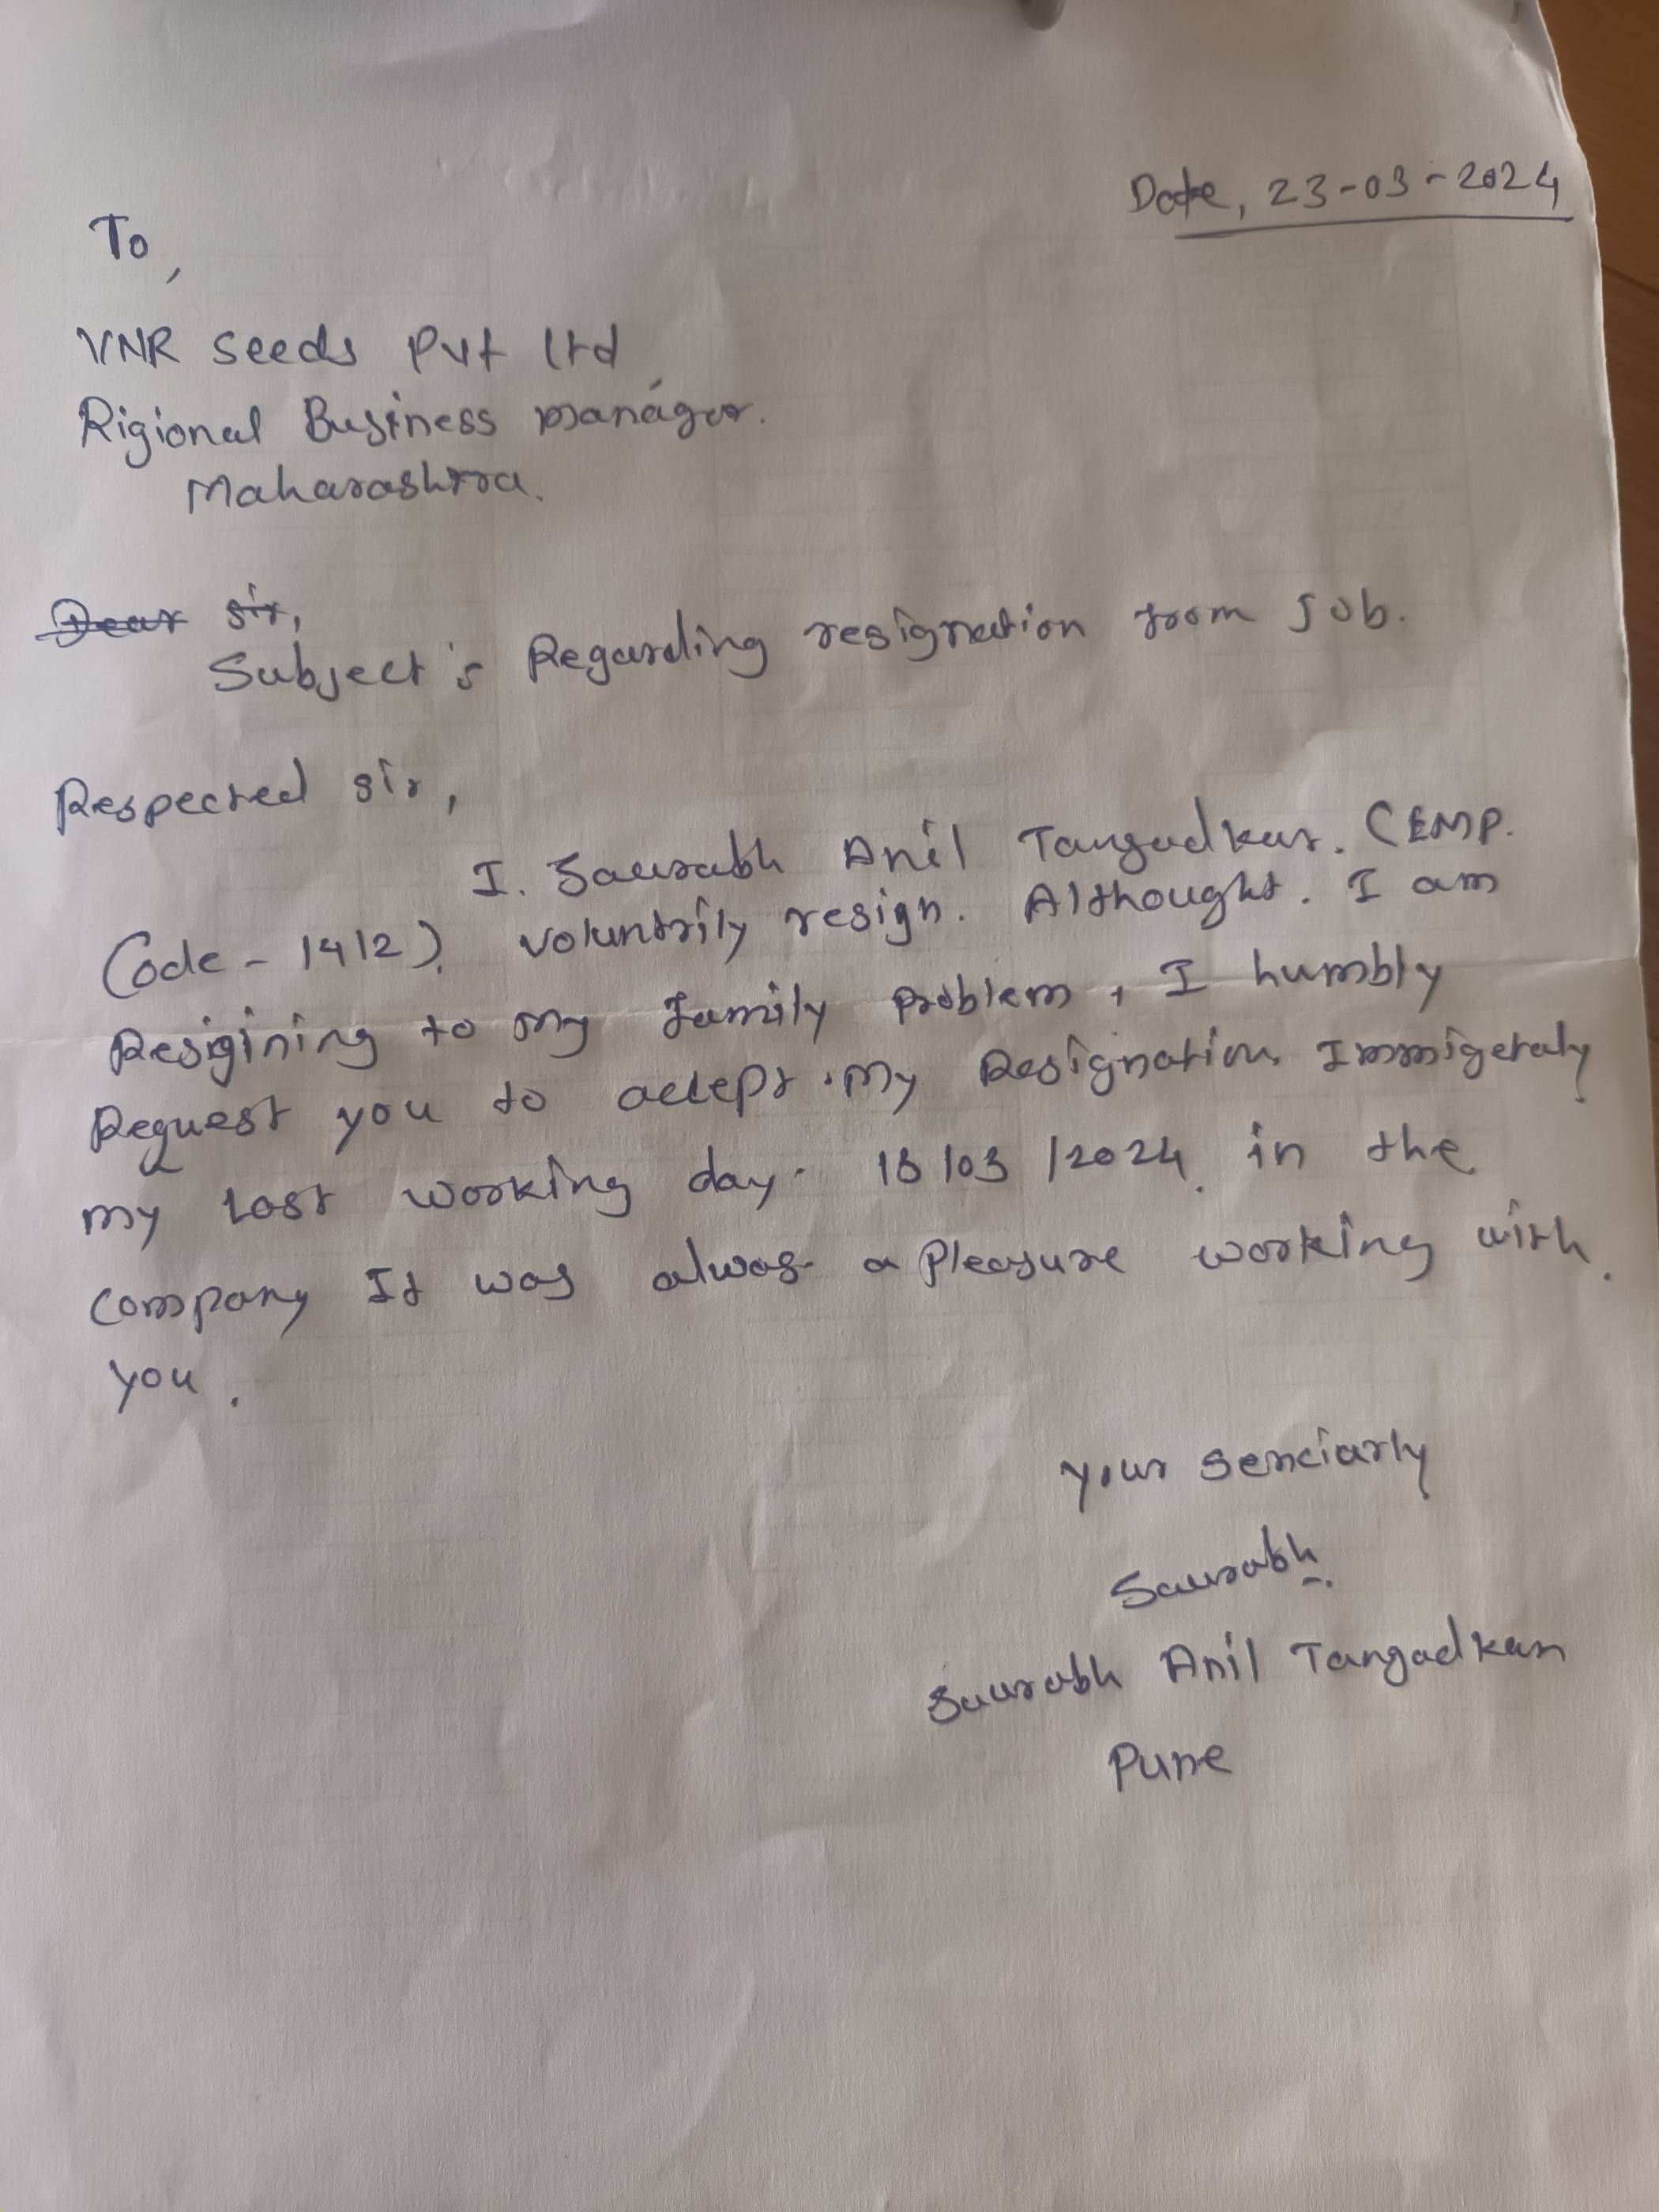 Date, 23-03-2024
To,
VNR Seeds Pvt ltd
Rigional Business manager.
Maharashtra.
Dear sir,
Subject's Regarding resignation from Job.
Respected sir,
I. Saurabh Anil Tangadkar. (EMP.
Code - 1412). voluntrily resign. Althought. I am
Resigining to my family problem, I humbly
Request you to accept my Resignation Immigetaly
my last working day. 18/03/2024. in the
company It was alwas a pleasure working with.
you.
your senciarly
Saurabh.
Saurabh Anil Tangadkar
Pune